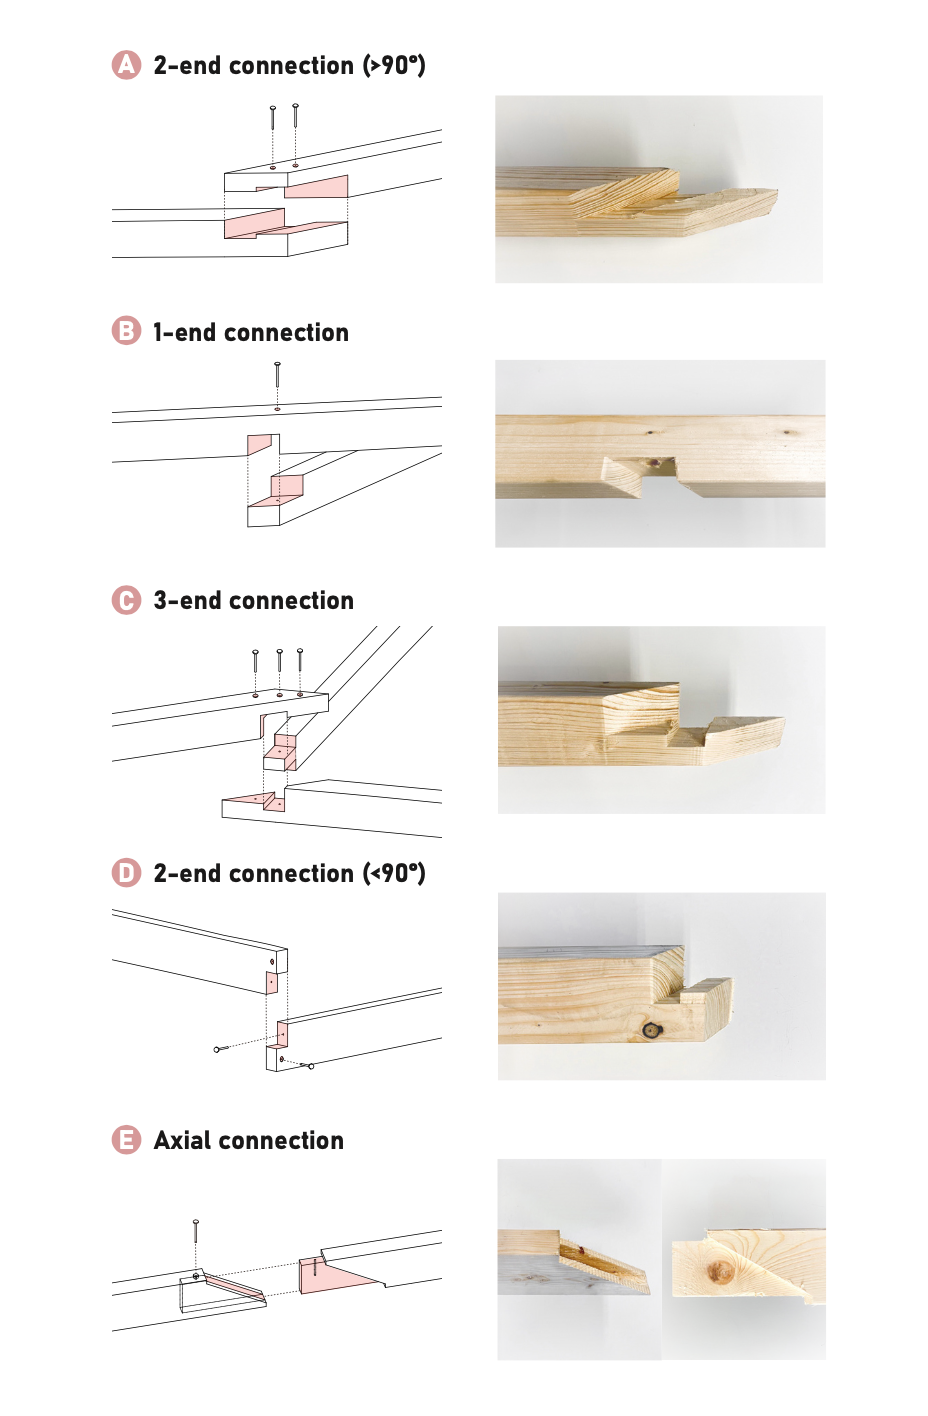 A 2-end connection (>90°)
B 1-end connection
C 3-end connection
D 2-end connection (<90°)
E Axial connection